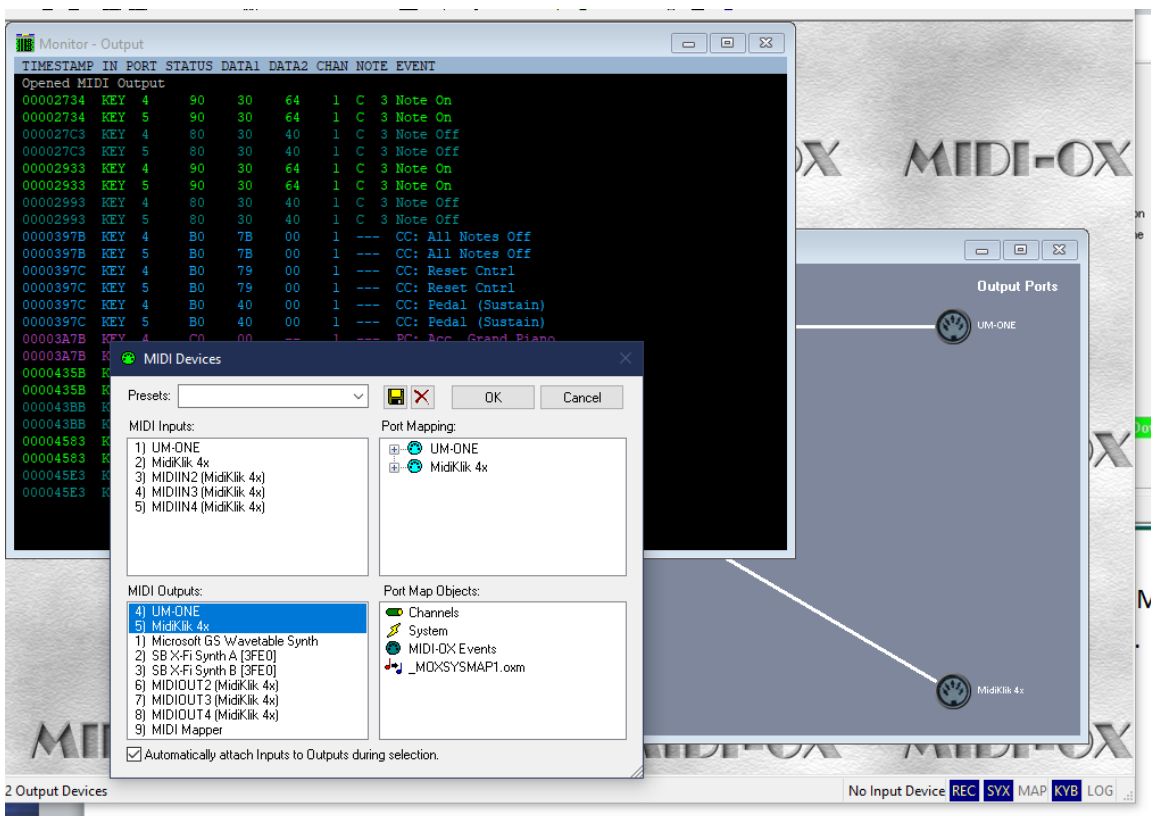 Monitor - Output
TIMESTAMP IN PORT STATUS DATA1 DATA2 CHAN NOTE EVENT
Opened MIDI Output
00002734 KEY 4 90 30 64 1 C 3 Note On
00002734 KEY 5 90 30 64 1 C 3 Note On
000027C3 KEY 4 80 30 40 1 C 3 Note Off
000027C3 KEY 5 80 30 40 1 C 3 Note Off
00002933 KEY 4 90 30 64 1 C 3 Note On
00002933 KEY 5 90 30 64 1 C 3 Note On
00002993 KEY 4 80 30 40 1 C 3 Note Off
00002993 KEY 5 80 30 40 1 C 3 Note Off
0000397B KEY 4 B0 7B 00 1 --- CC: All Notes Off
0000397B KEY 5 B0 7B 00 1 --- CC: All Notes Off
0000397C KEY 4 B0 79 00 1 --- CC: Reset Cntrl
0000397C KEY 5 B0 79 00 1 --- CC: Reset Cntrl
0000397C KEY 4 B0 40 00 1 --- CC: Pedal (Sustain)
0000397C KEY 5 B0 40 00 1 --- CC: Pedal (Sustain)
00003A7B KEY 4 C0 00 -- 1 --- PC: Acc. Grand Piano
00003A7B K
0000435B K
0000435B K
000043BB K
000043BB K
00004583 K
00004583 K
000045E3 K
000045E3 K
MIDI-OX
Output Ports
UM-ONE
MidiKlik 4x
MIDI Devices
Presets:
OK
Cancel
MIDI Inputs:
1) UM-ONE
2) MidiKlik 4x
3) MIDIIN2 (MidiKlik 4x)
4) MIDIIN3 (MidiKlik 4x)
5) MIDIIN4 (MidiKlik 4x)
Port Mapping:
UM-ONE
MidiKlik 4x
MIDI Outputs:
4) UM-ONE
5) MidiKlik 4x
1) Microsoft GS Wavetable Synth
2) SB X-Fi Synth A [3FE0]
3) SB X-Fi Synth B [3FE0]
6) MIDIOUT2 (MidiKlik 4x)
7) MIDIOUT3 (MidiKlik 4x)
8) MIDIOUT4 (MidiKlik 4x)
9) MIDI Mapper
Port Map Objects:
Channels
System
MIDI-OX Events
_MOXSYSMAP1.oxm
Automatically attach Inputs to Outputs during selection.
2 Output Devices
No Input Device REC SYX MAP KYB LOG